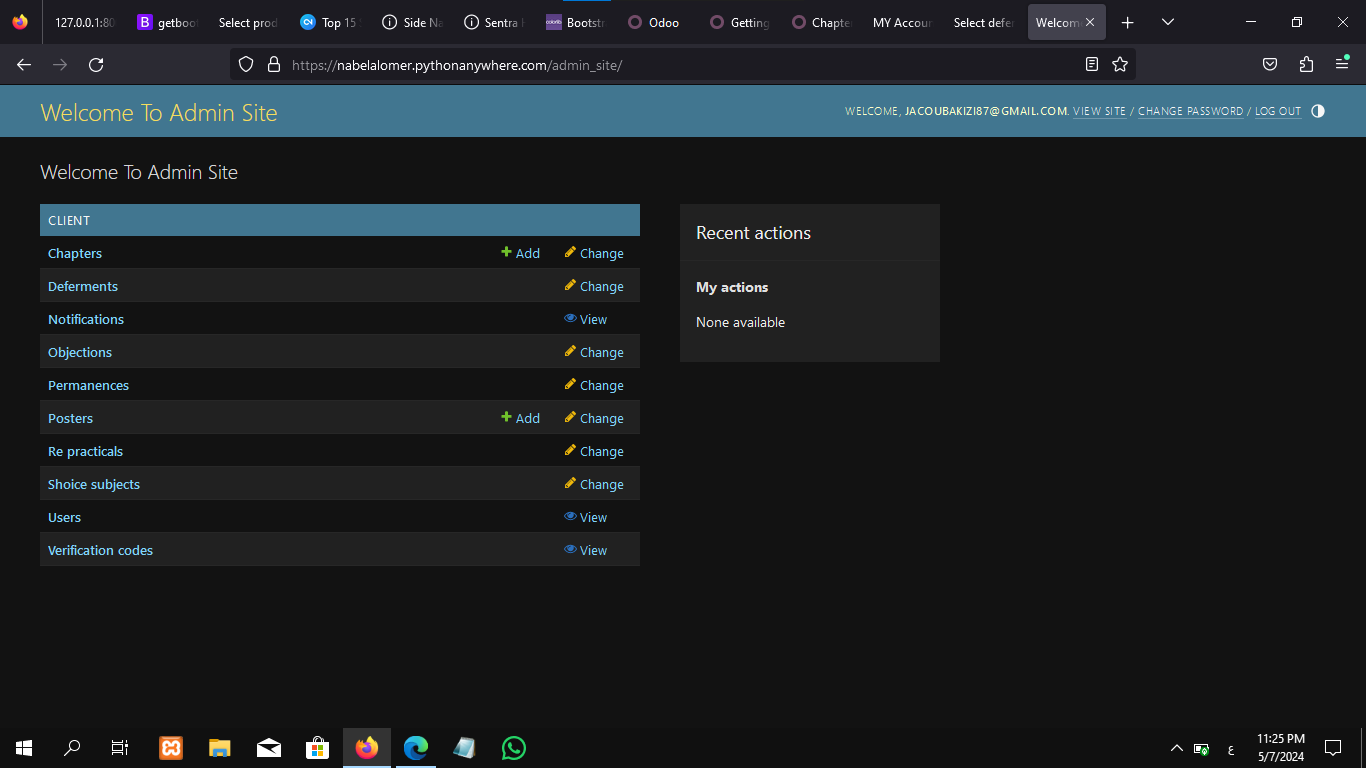 127.0.0.1:80
getboot
Select prod
Top 15
Side Na
Sentra
Bootstr
Odoo
Getting
Chapte
MY Accour
Select defer
Welcom
https://nabelalomer.pythonanywhere.com/admin_site/
Welcome To Admin Site
WELCOME, JACOUBAKIZI87@GMAIL.COM. VIEW SITE / CHANGE PASSWORD / LOG OUT
Welcome To Admin Site
CLIENT
Chapters Add Change
Deferments Change
Notifications View
Objections Change
Permanences Change
Posters Add Change
Re practicals Change
Shoice subjects Change
Users View
Verification codes View
Recent actions
My actions
None available
ع
11:25 PM
5/7/2024